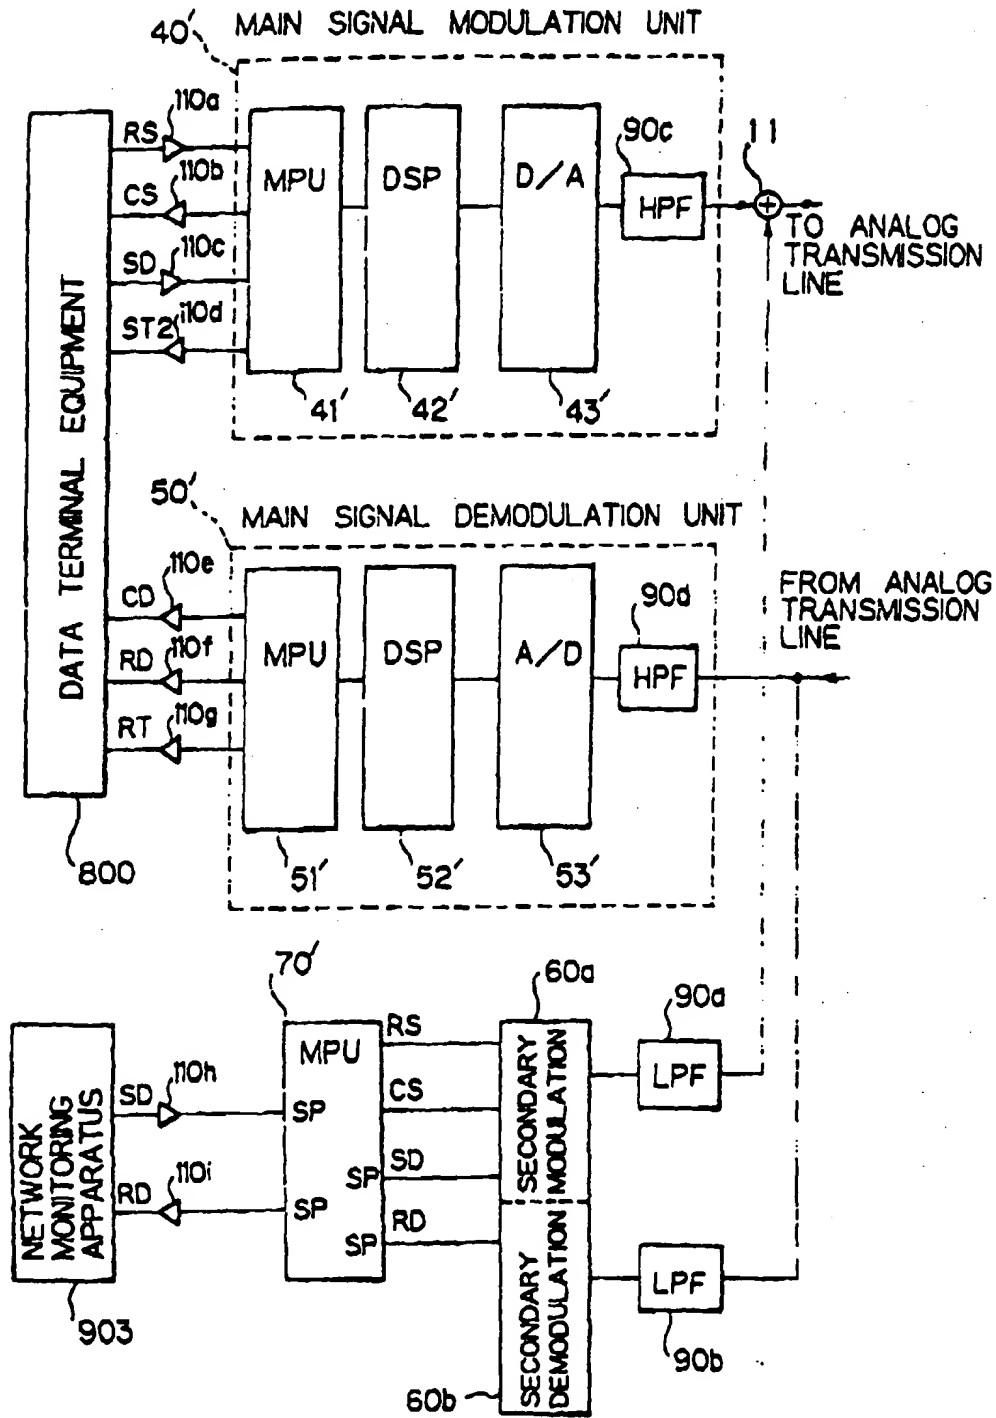 40′ MAIN SIGNAL MODULATION UNIT
RS 110a
CS 110b
SD 110c
ST2 110d
MPU
DSP
D/A
90c
HPF
11
+
TO ANALOG
TRANSMISSION
LINE
41′
42′
43′
DATA TERMINAL EQUIPMENT
50′
MAIN SIGNAL DEMODULATION UNIT
CD 110e
RD 110f
RT 110g
MPU
DSP
A/D
90d
HPF
FROM ANALOG
TRANSMISSION
LINE
800
51′
52′
53′
70′
60a
90a
NETWORK
MONITORING
APPARATUS
SD 110h
RD 110i
MPU
SP
SP
SP
SP
RS
CS
SD
RD
SECONDARY
MODULATION
SECONDARY
DEMODULATION
LPF
LPF
903
60b
90b